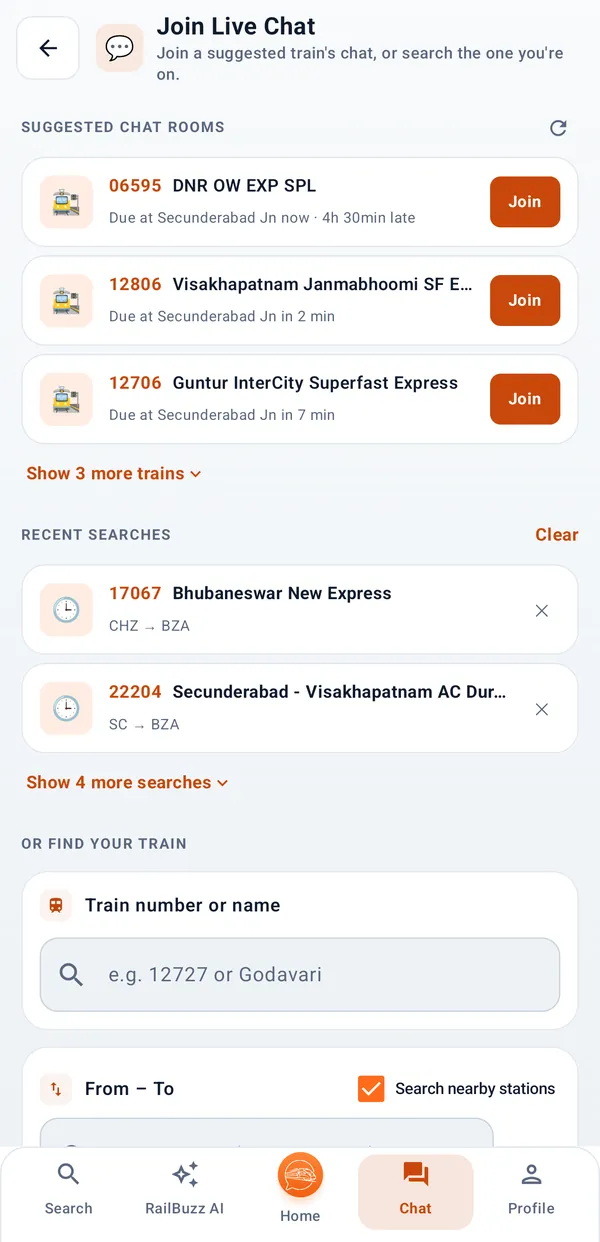 Join Live Chat
Join a suggested train's chat, or search the one you're
on.
SUGGESTED CHAT ROOMS
06595 DNR OW EXP SPL
Due at Secunderabad Jn now · 4h 30min late
Join
12806 Visakhapatnam Janmabhoomi SF E...
Due at Secunderabad Jn in 2 min
Join
12706 Guntur InterCity Superfast Express
Due at Secunderabad Jn in 7 min
Join
Show 3 more trains
RECENT SEARCHES
Clear
17067 Bhubaneswar New Express
CHZ → BZA
22204 Secunderabad - Visakhapatnam AC Dur...
SC → BZA
Show 4 more searches
OR FIND YOUR TRAIN
Train number or name
e.g. 12727 or Godavari
From – To
Search nearby stations
Search
RailBuzz AI
Home
Chat
Profile